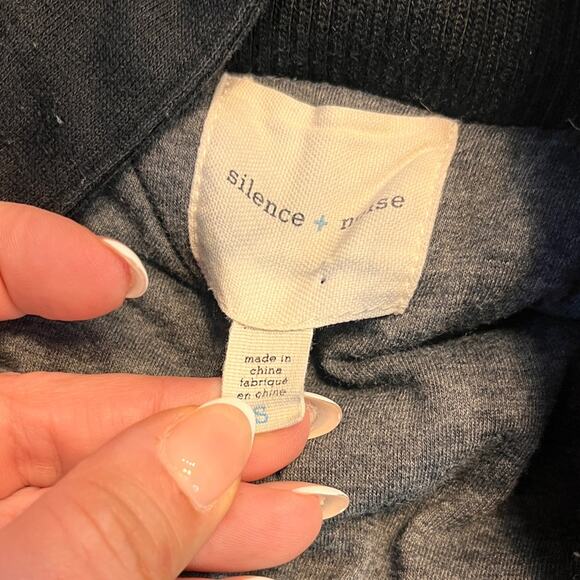 silence + noise
made in
china
fabriqué
en chine
S